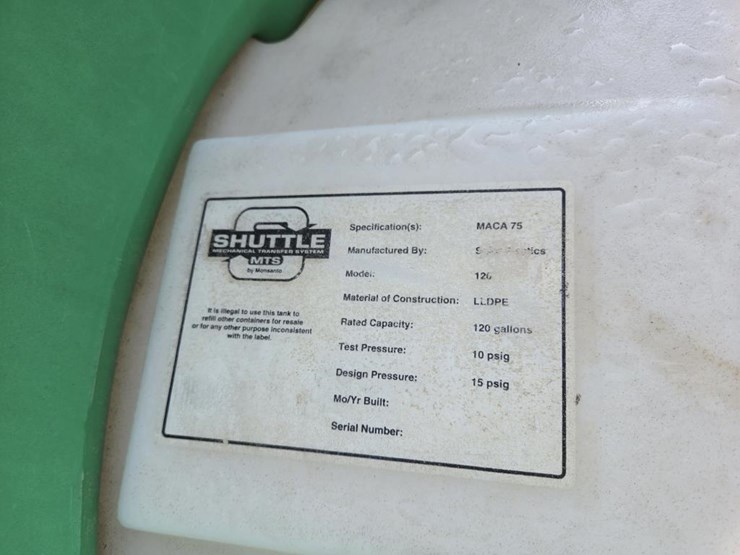 SHUTTLE
MECHANICAL TRANSFER SYSTEM
MTS
by Monsanto
It is illegal to use this tank to
refill other containers for resale
or for any other purpose inconsistent
with the label.
Specification(s): MACA 75
Manufactured By:
Model:
Material of Construction: LLDPE
Rated Capacity: 120 gallons
Test Pressure: 10 psig
Design Pressure: 15 psig
Mo/Yr Built:
Serial Number: